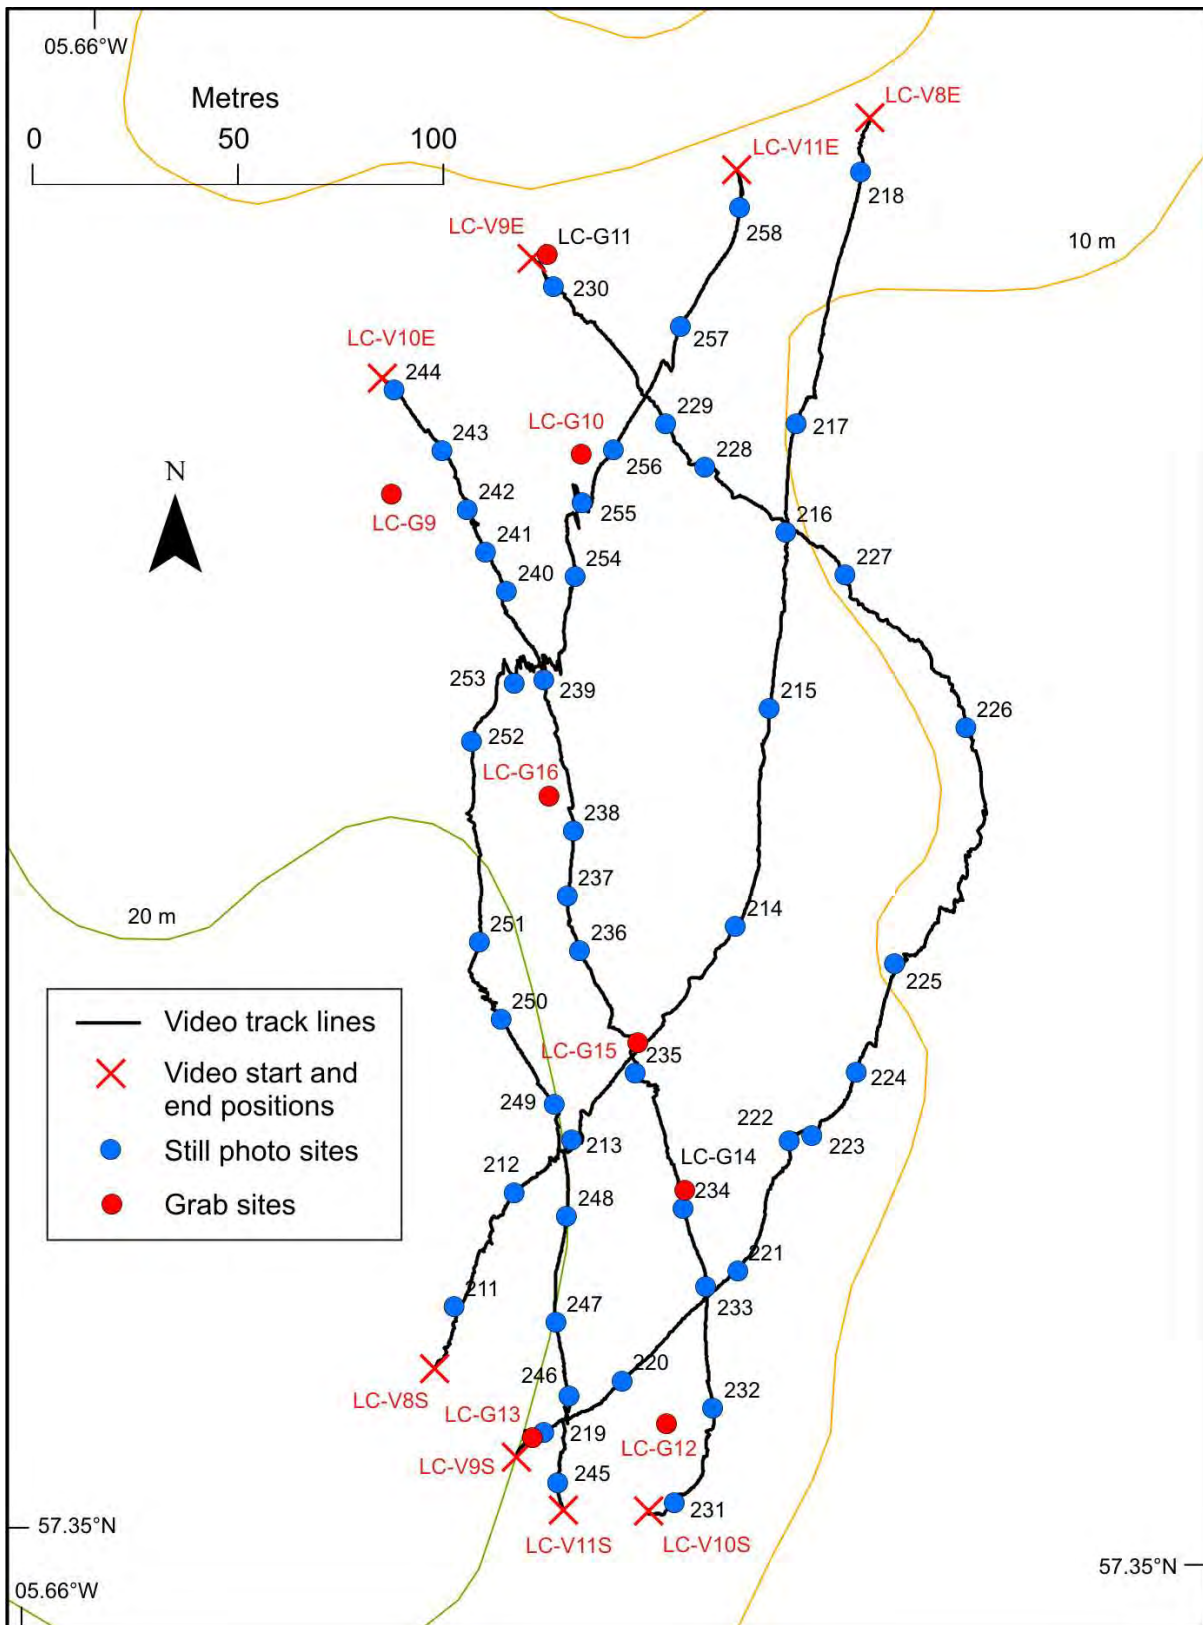 05.66°W
Metres
0 50 100
LC-V8E
LC-V11E
218
258
LC-V9E
LC-G11
10 m
230
257
LC-V10E
244
217
229
LC-G10
243
228
256
N
242
LC-G9
255
216
241
227
254
240
253
239
215
226
252
LC-G16
238
237
214
20 m
251
236
225
250
Video track lines
LC-G15
235
Video start and
end positions
224
249
222
213
223
Still photo sites
LC-G14
212
234
248
Grab sites
221
211
233
247
220
246
LC-V8S
232
LC-G13
219
LC-G12
LC-V9S
245
231
57.35°N
LC-V11S
LC-V10S
57.35°N
05.66°W